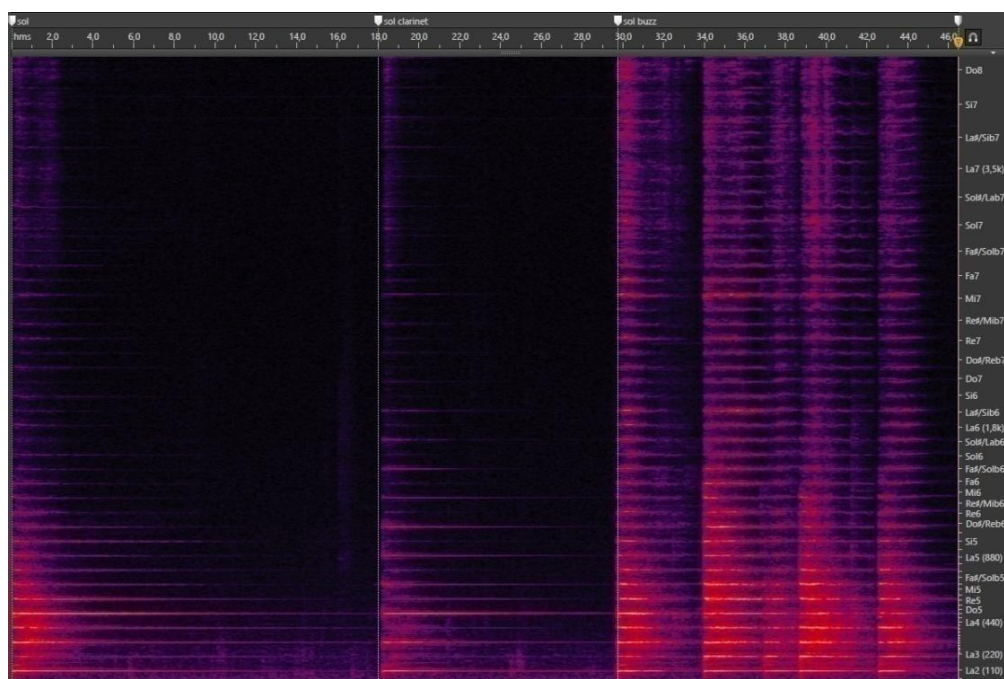 sol sol clarinet sol buzz
hms 2,0 4,0 6,0 8,0 10,0 12,0 14,0 16,0 18,0 20,0 22,0 24,0 26,0 28,0 30,0 32,0 34,0 36,0 38,0 40,0 42,0 44,0 46,0
Do8
Si7
La#/Sib7
La7 (3,5k)
Sol#/Lab7
Sol7
Fa#/Solb7
Fa7
Mi7
Re#/Mib7
Re7
Do#/Reb7
Do7
Si6
La#/Sib6
La6 (1,8k)
Sol#/Lab6
Sol6
Fa#/Solb6
Fa6
Mi6
Re#/Mib6
Re6
Do#/Reb6
Si5
La5 (880)
Fa#/Solb5
Mi5
Re5
Do5
La4 (440)
La3 (220)
La2 (110)